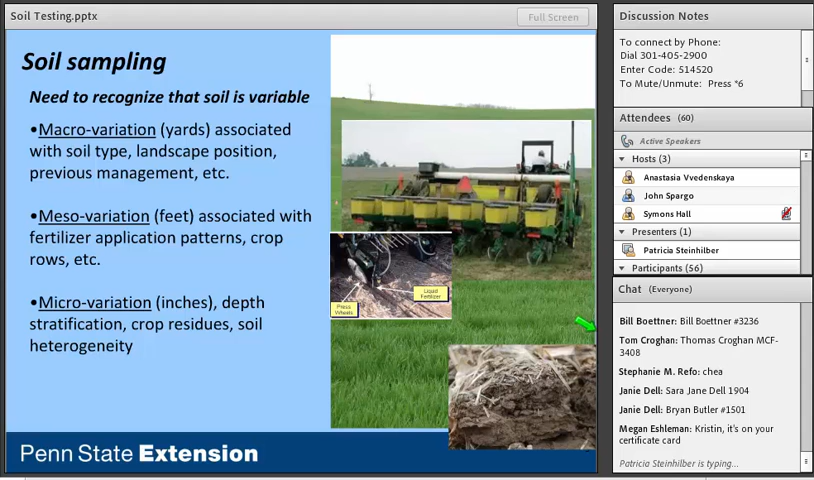 Soil Testing.pptx
Full Screen
Soil sampling
Need to recognize that soil is variable
•Macro-variation (yards) associated
with soil type, landscape position,
previous management, etc.
•Meso-variation (feet) associated with
fertilizer application patterns, crop
rows, etc.
•Micro-variation (inches), depth
stratification, crop residues, soil
heterogeneity
Press
Wheels
Liquid
Fertilizer
Penn State Extension
Discussion Notes
To connect by Phone:
Dial 301-405-2900
Enter Code: 514520
To Mute/Unmute:  Press *6
Attendees (60)
Active Speakers
Hosts (3)
Anastasia Vvedenskaya
John Spargo
Symons Hall
Presenters (1)
Patricia Steinhilber
Participants (56)
Chat (Everyone)
Bill Boettner: Bill Boettner #3236
Tom Croghan: Thomas Croghan MCF-
3408
Stephanie M. Refo: chea
Janie Dell: Sara Jane Dell 1904
Janie Dell: Bryan Butler #1501
Megan Eshleman: Kristin, it's on your
certificate card
Patricia Steinhilber is typing...